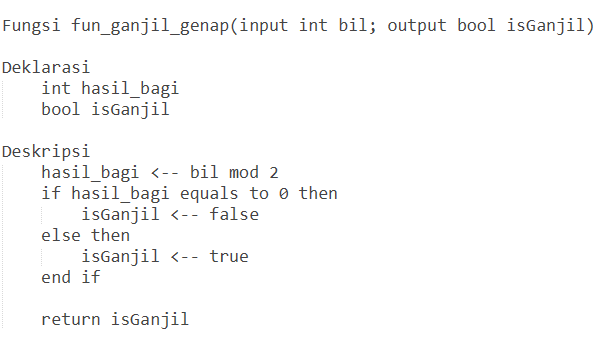 Fungsi fun_ganjil_genap(input int bil; output bool isGanjil)
Deklarasi
int hasil_bagi
bool isGanjil
Deskripsi
hasil_bagi <-- bil mod 2
if hasil_bagi equals to 0 then
isGanjil <-- false
else then
isGanjil <-- true
end if
return isGanjil